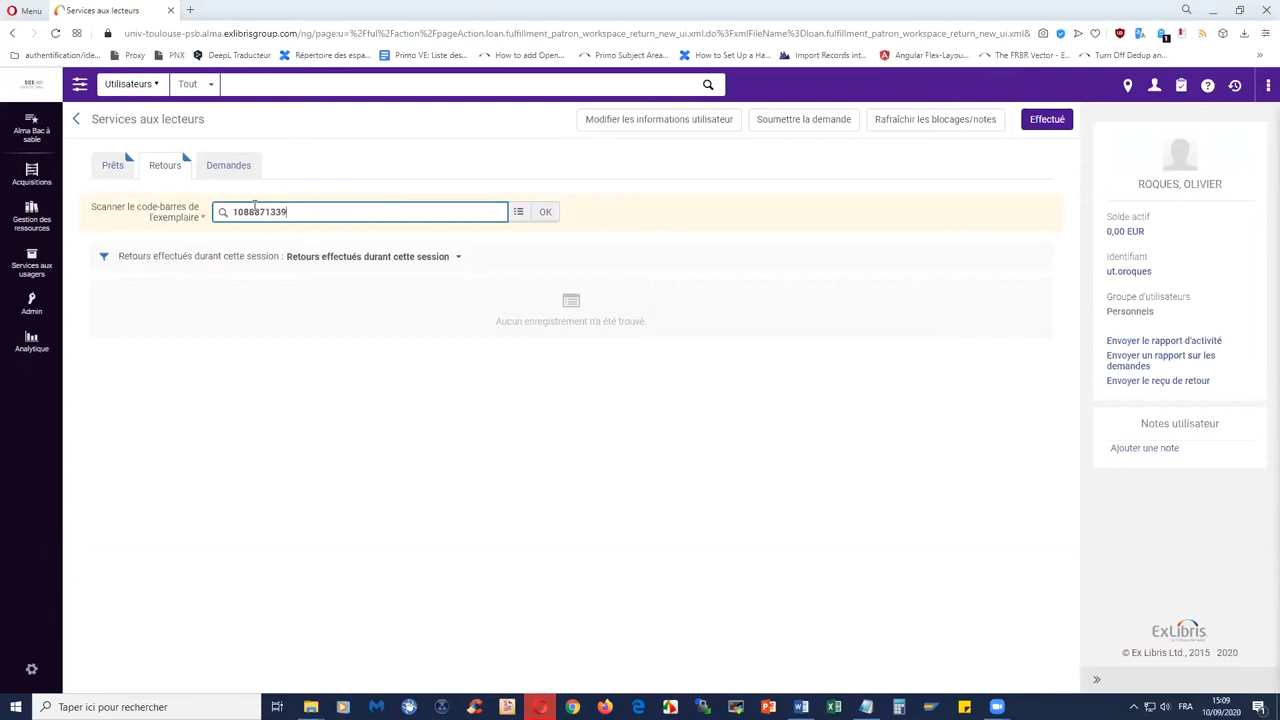 Menu
Services aux lecteurs
univ-toulouse-psb.alma.exlibrisgroup.com/ng/page;u=%2Fful%2Faction%2FpageAction.loan.fulfillment_patron_workspace_return_new_ui.xml.do%3FxmlFileName%3Dloan.fulfillment_patron_workspace_return_new_ui.xml&
authentification/ide...
Proxy
PNX
DeepL Traducteur
Répertoire des espa...
Primo VE: Liste des...
How to add Open...
Primo Subject Area...
How to Set Up a Ha...
Import Records int...
Angular Flex-Layou...
The FRBR Vector - E...
Turn Off Dedup an...
Utilisateurs
Tout
Services aux lecteurs
Modifier les informations utilisateur
Soumettre la demande
Rafraîchir les blocages/notes
Effectué
Alma Bac à sable
Acquisitions
Gestion des ressources
Services aux usagers
Admin
Analytique
Prêts
Retours
Demandes
Scanner le code-barres de
l'exemplaire *
1088871339
OK
Retours effectués durant cette session : Retours effectués durant cette session
Aucun enregistrement n'a été trouvé.
ROQUES, OLIVIER
Solde actif
0,00 EUR
Identifiant
ut.oroques
Groupe d'utilisateurs
Personnels
Envoyer le rapport d'activité
Envoyer un rapport sur les
demandes
Envoyer le reçu de retour
Notes utilisateur
Ajouter une note
ExLibris
© Ex Libris Ltd., 2015 2020
Taper ici pour rechercher
FRA
15:09
10/09/2020